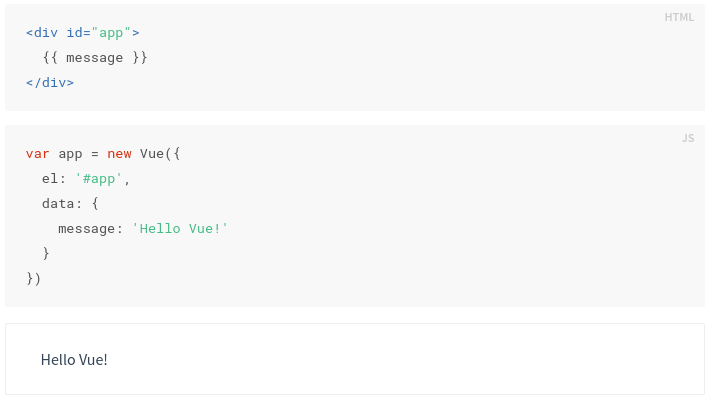 HTML
<div id="app">
  {{ message }}
</div>
JS
var app = new Vue({
  el: '#app',
  data: {
    message: 'Hello Vue!'
  }
})
Hello Vue!